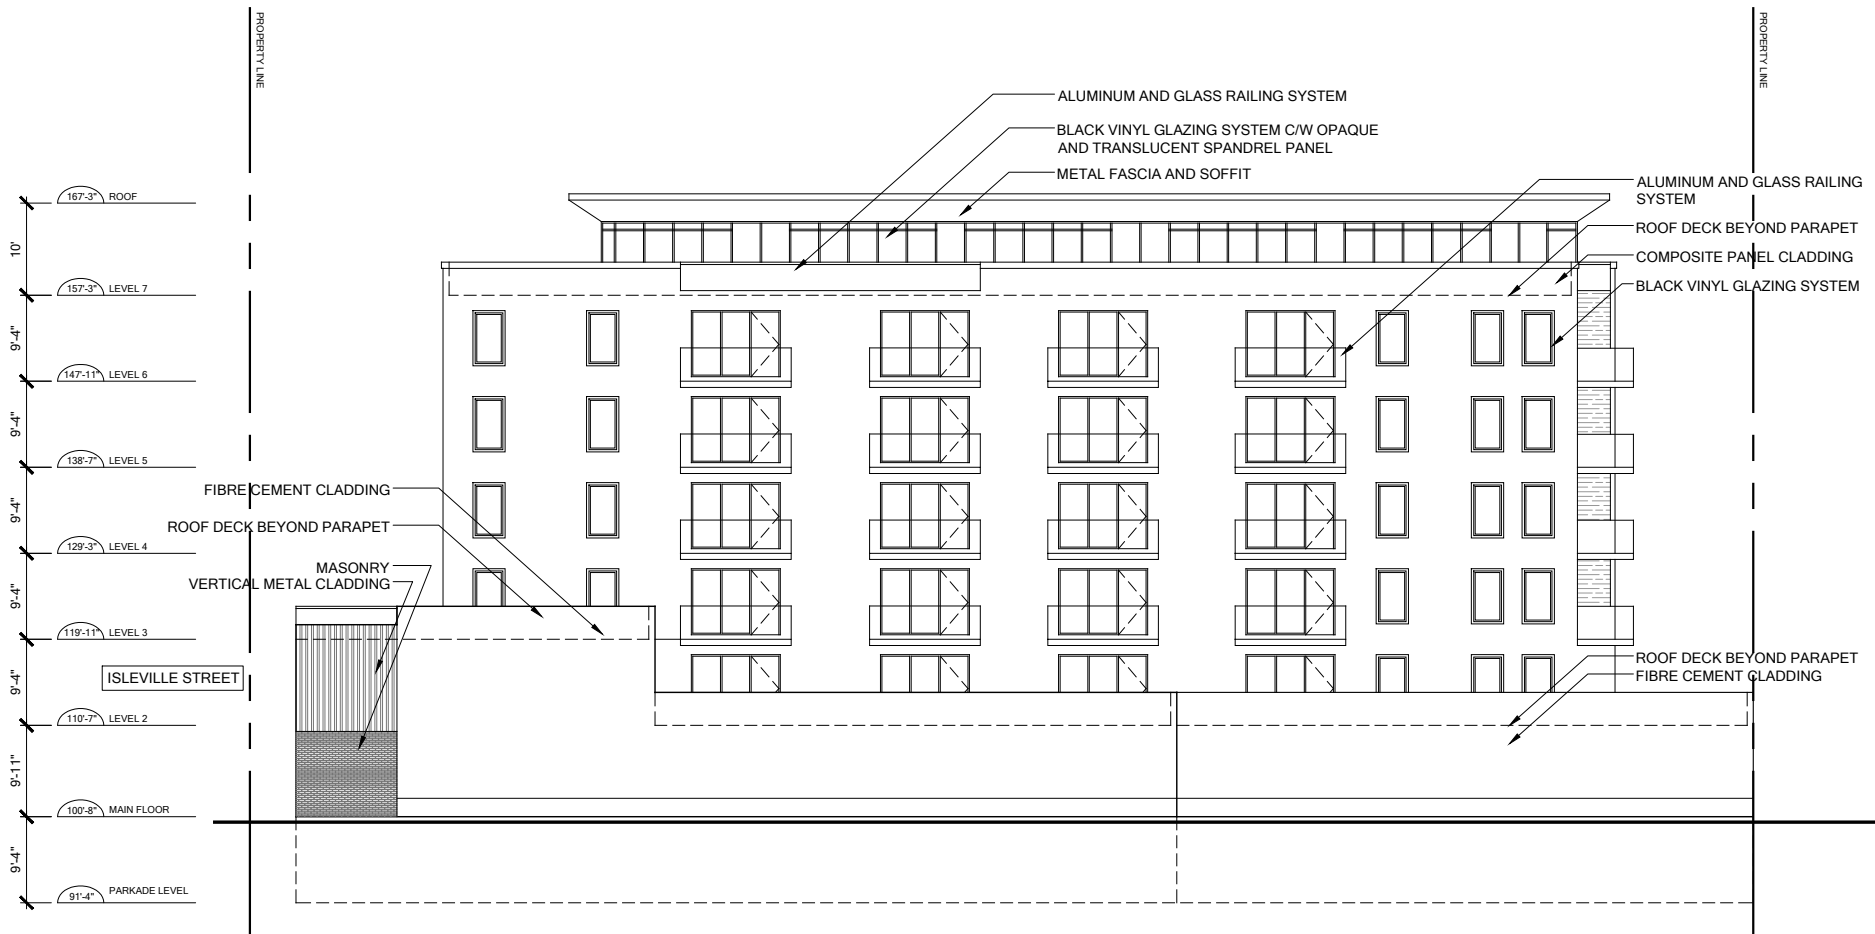 PROPERTY LINE
PROPERTY LINE
ALUMINUM AND GLASS RAILING SYSTEM
BLACK VINYL GLAZING SYSTEM C/W OPAQUE
AND TRANSLUCENT SPANDREL PANEL
METAL FASCIA AND SOFFIT
ALUMINUM AND GLASS RAILING
SYSTEM
ROOF DECK BEYOND PARAPET
COMPOSITE PANEL CLADDING
BLACK VINYL GLAZING SYSTEM
167'-3" ROOF
10'
157'-3" LEVEL 7
9'-4"
147'-11" LEVEL 6
9'-4"
138'-7" LEVEL 5
9'-4"
129'-3" LEVEL 4
9'-4"
119'-11" LEVEL 3
9'-4"
110'-7" LEVEL 2
9'-11"
100'-8" MAIN FLOOR
9'-4"
91'-4" PARKADE LEVEL
FIBRE CEMENT CLADDING
ROOF DECK BEYOND PARAPET
MASONRY
VERTICAL METAL CLADDING
ISLEVILLE STREET
ROOF DECK BEYOND PARAPET
FIBRE CEMENT CLADDING